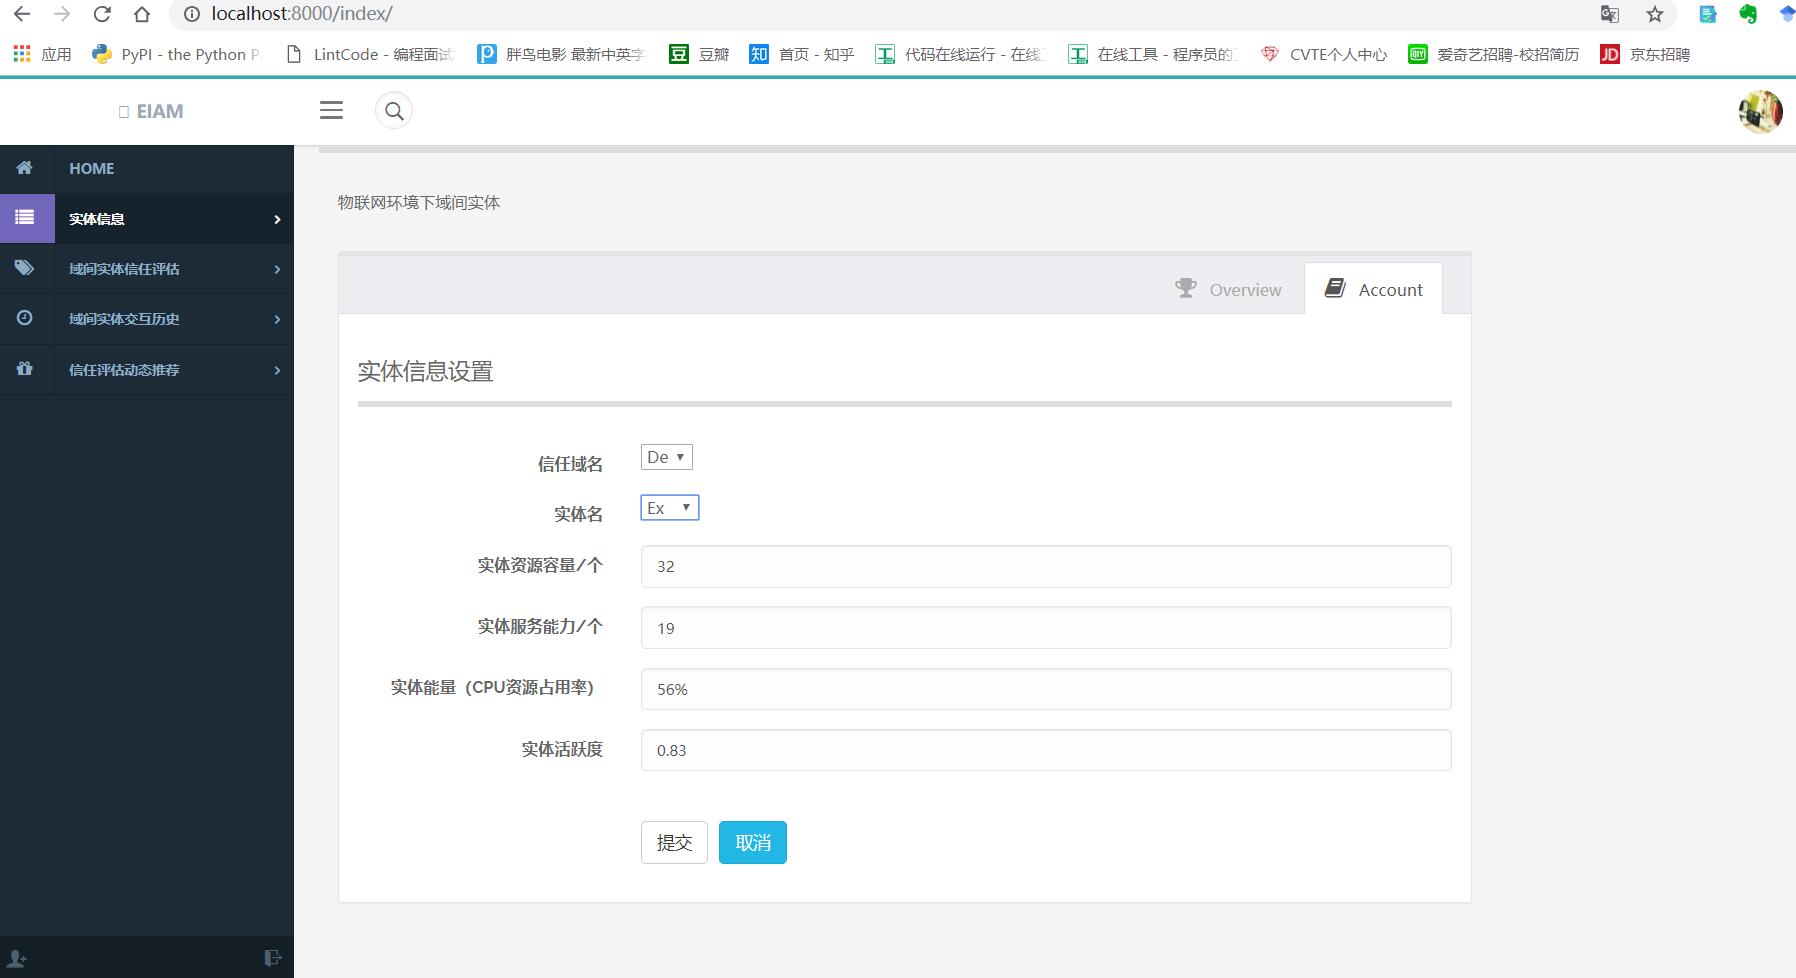 localhost:8000/index/
应用
PyPI - the Python P
LintCode - 编程面试
胖鸟电影 最新中英字
豆瓣
首页 - 知乎
代码在线运行 - 在线工
在线工具 - 程序员的工
CVTE个人中心
爱奇艺招聘-校招简历
京东招聘
EIAM
HOME
实体信息
域间实体信任评估
域间实体交互历史
信任评估动态推荐
物联网环境下域间实体
Overview
Account
实体信息设置
信任域名 De
实体名 Ex
实体资源容量/个 32
实体服务能力/个 19
实体能量（CPU资源占用率） 56%
实体活跃度 0.83
提交 取消